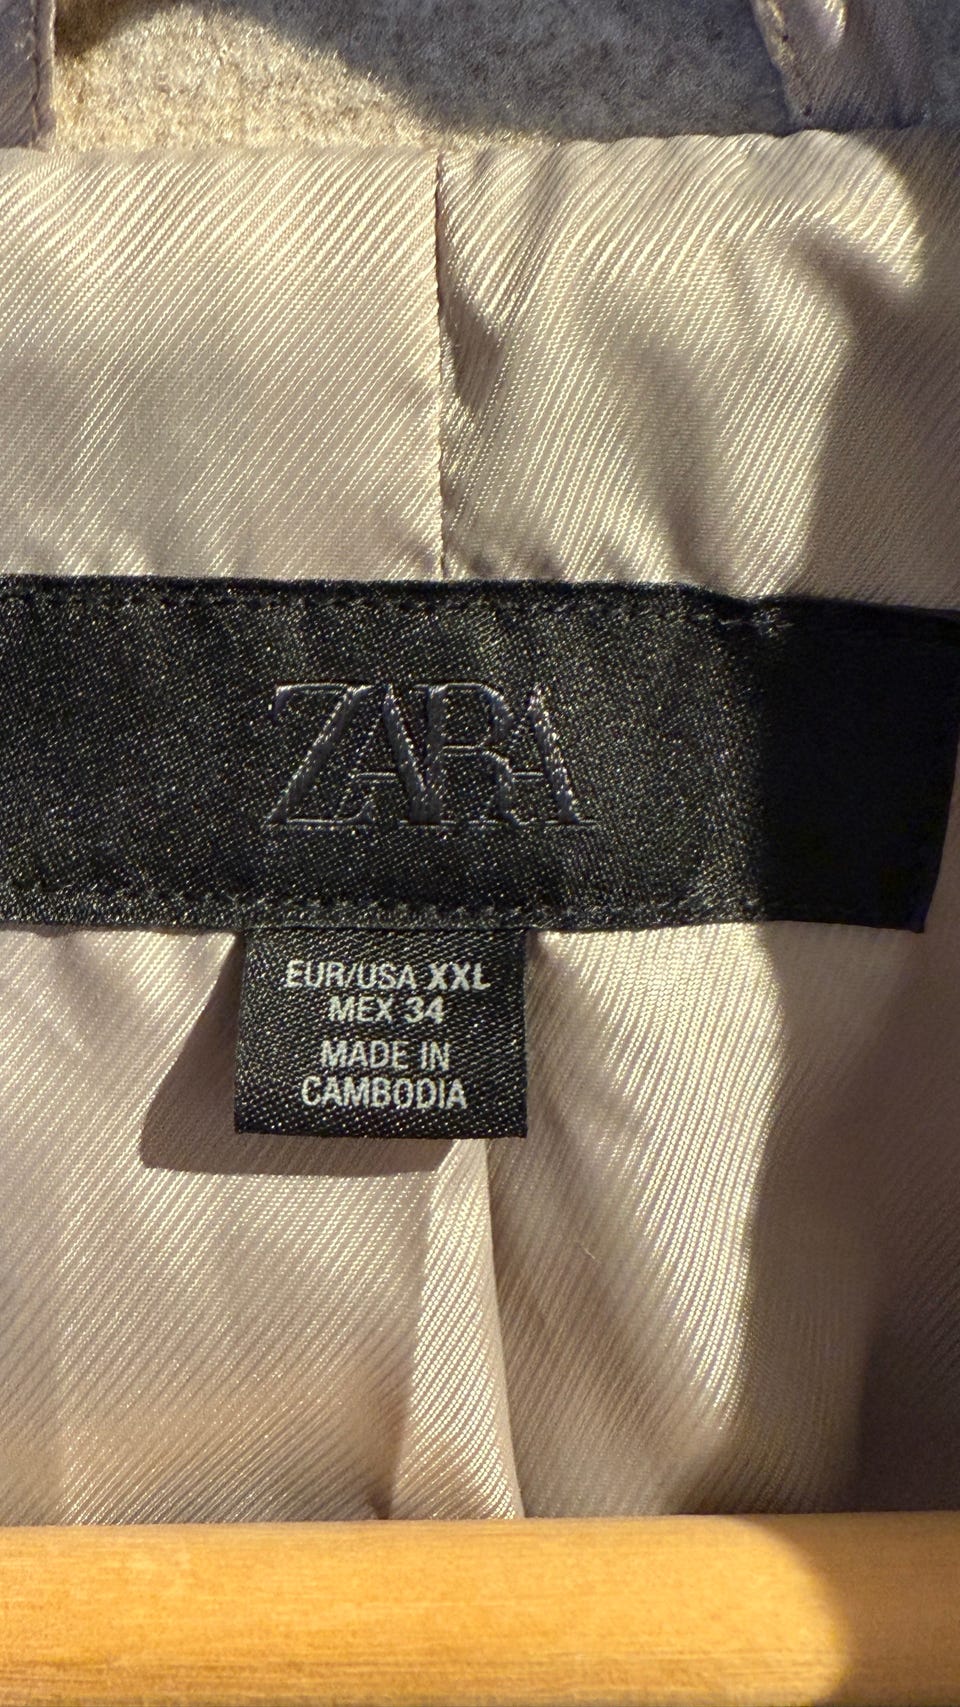 ZARA
EUR/USA XXL
MEX 34
MADE IN
CAMBODIA